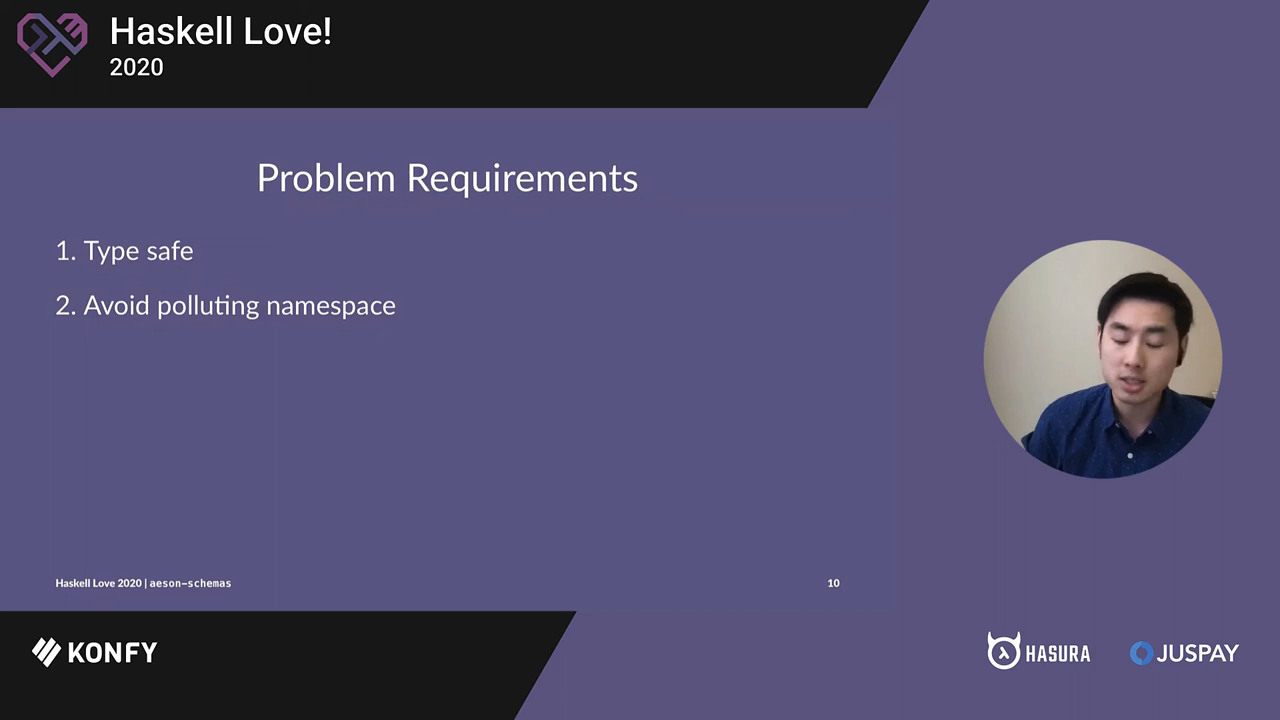 Haskell Love!
2020
Problem Requirements
1. Type safe
2. Avoid polluting namespace
Haskell Love 2020 | aeson-schemas
10
KONFY
HASURA
JUSPAY